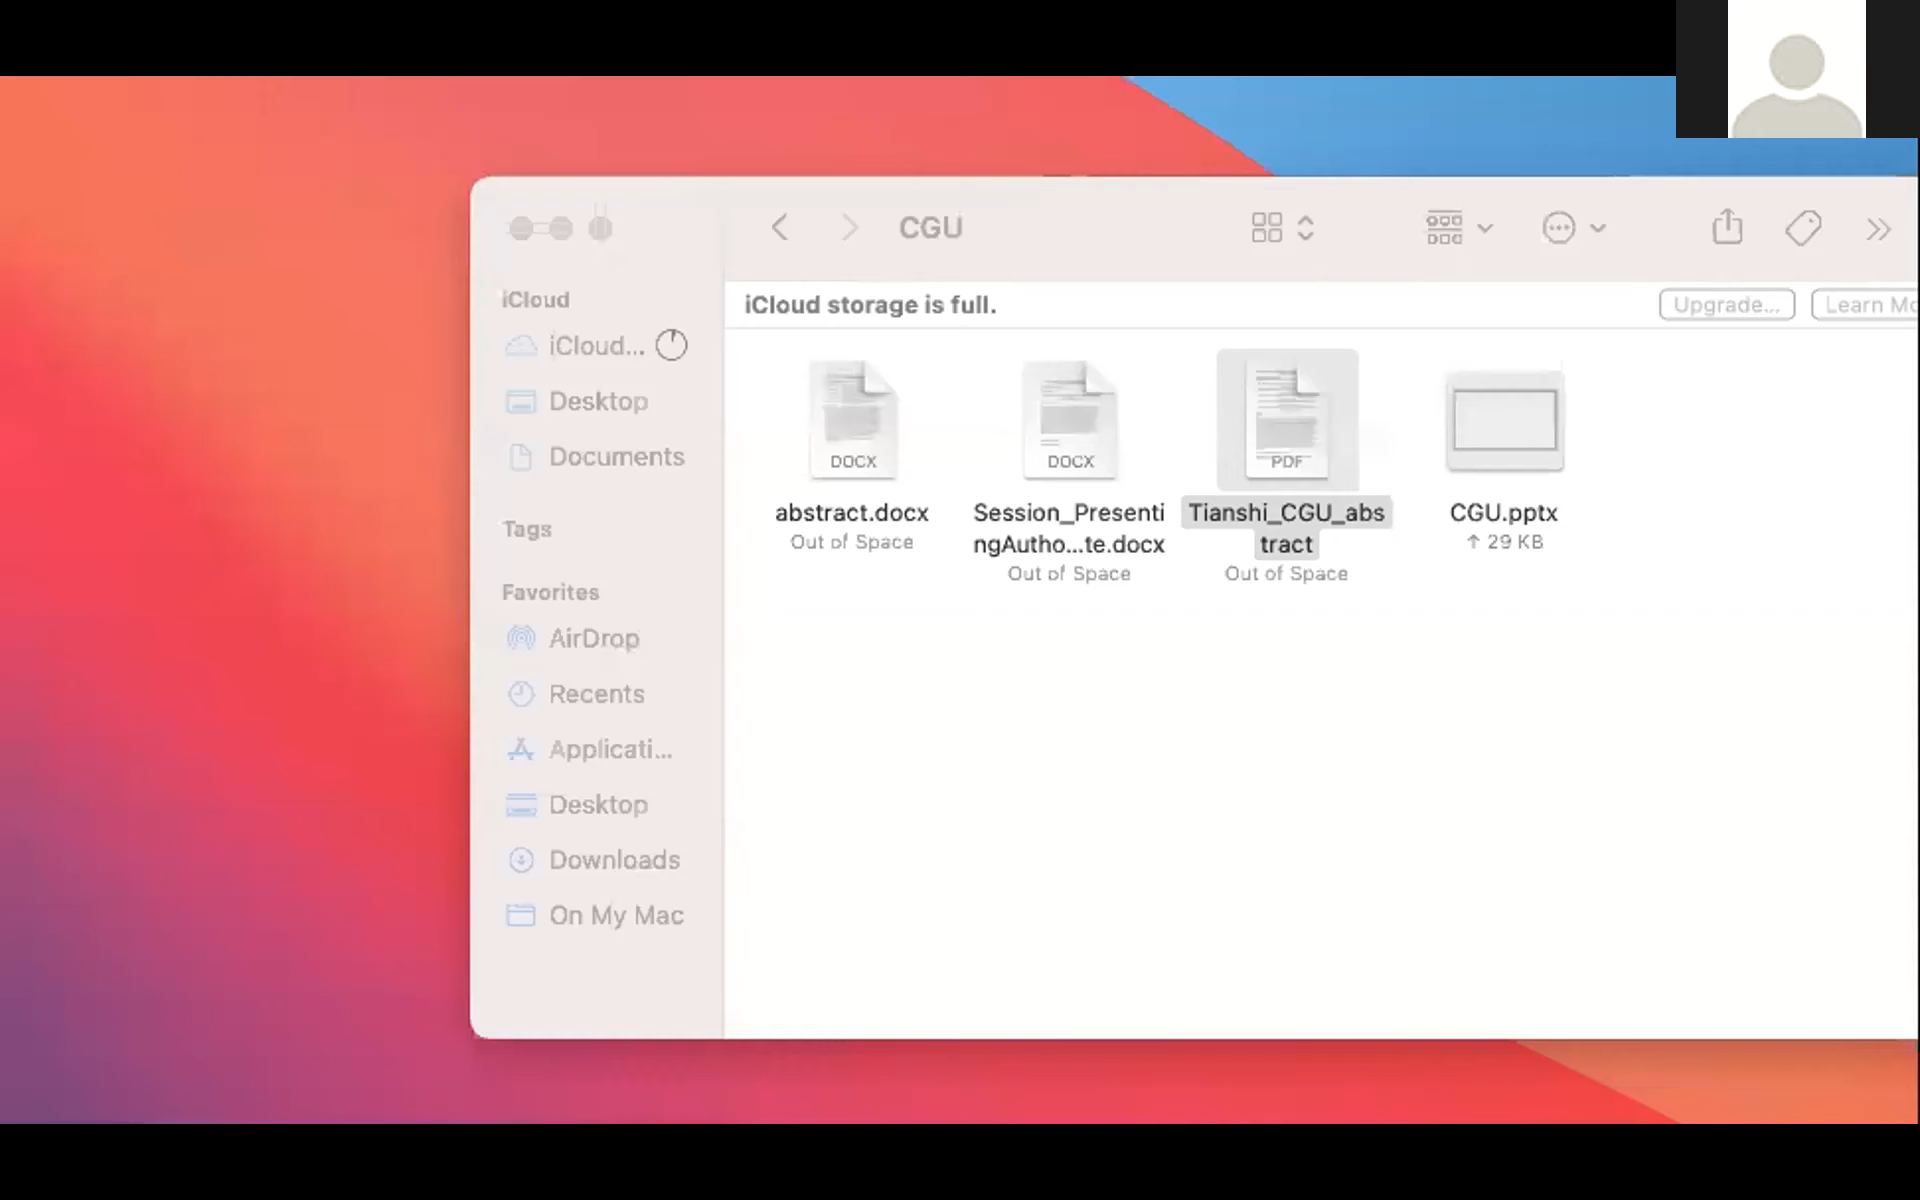 CGU
iCloud
iCloud...
Desktop
Documents
Tags
Favorites
AirDrop
Recents
Applicati...
Desktop
Downloads
On My Mac
iCloud storage is full.
Upgrade...
Learn Mo
DOCX
DOCX
PDF
abstract.docx
Out of Space
Session_Presenti
ngAutho...te.docx
Out of Space
Tianshi_CGU_abs
tract
Out of Space
CGU.pptx
↑ 29 KB